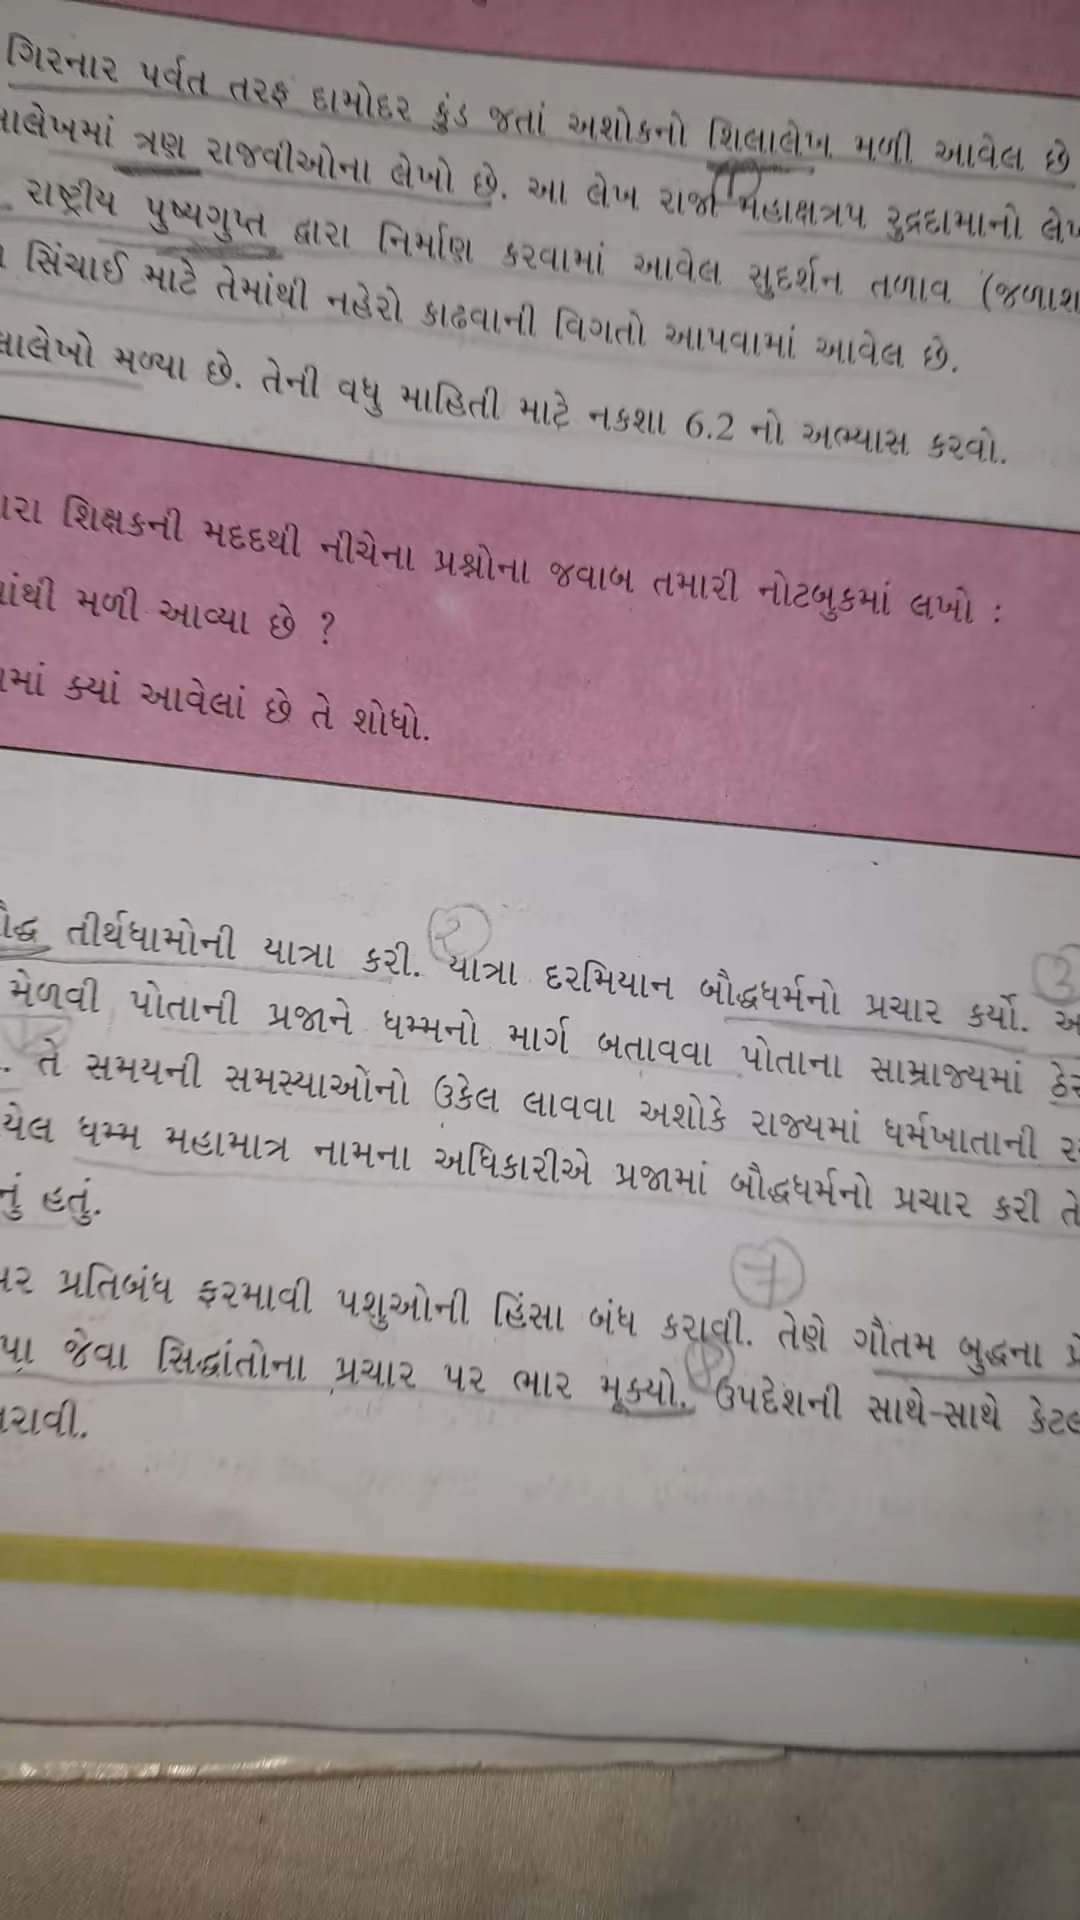 ગિરનાર પર્વત તરફ દામોદર કુંડ જતાં અશોકનો શિલાલેખ મળી આવેલ છે
ત્રણ રાજવીઓના લેખો છે. આ લેખ રાજા મહાક્ષત્રપ રુદ્રદામાનો
રાષ્ટ્રીય પુષ્યગુપ્ત દ્વારા નિર્માણ કરવામાં આવેલ સુદર્શન તળાવ
સિંચાઈ માટે તેમાંથી નહેરો કાઢવાની વિગતો આપવામાં આવેલ છે.
મળ્યા છે. તેની વધુ માહિતી માટે નકશા 6.2 નો અભ્યાસ કરવો.
શિક્ષકની મદદથી નીચેના પ્રશ્નોના જવાબ તમારી નોટબુકમાં લખો :
મળી આવ્યા છે ?
ક્યાં આવેલાં છે તે શોધો.
તીર્થધામોની યાત્રા કરી. યાત્રા દરમિયાન બૌદ્ધધર્મનો પ્રચાર કર્યો.
મેળવી પોતાની પ્રજાને ધમ્મનો માર્ગ બતાવવા પોતાના સામ્રાજ્યમાં
તે સમયની સમસ્યાઓનો ઉકેલ લાવવા અશોકે રાજ્યમાં ધર્મખાતાની
ધમ્મ મહામાત્ર નામના અધિકારીએ પ્રજામાં બૌદ્ધધર્મનો પ્રચાર કરી
હતું.
પ્રતિબંધ ફરમાવી પશુઓની હિંસા બંધ કરાવી. તેણે ગૌતમ બુદ્ધના
જેવા સિદ્ધાંતોના પ્રચાર પર ભાર મૂક્યો. ઉપદેશની સાથે-સાથે